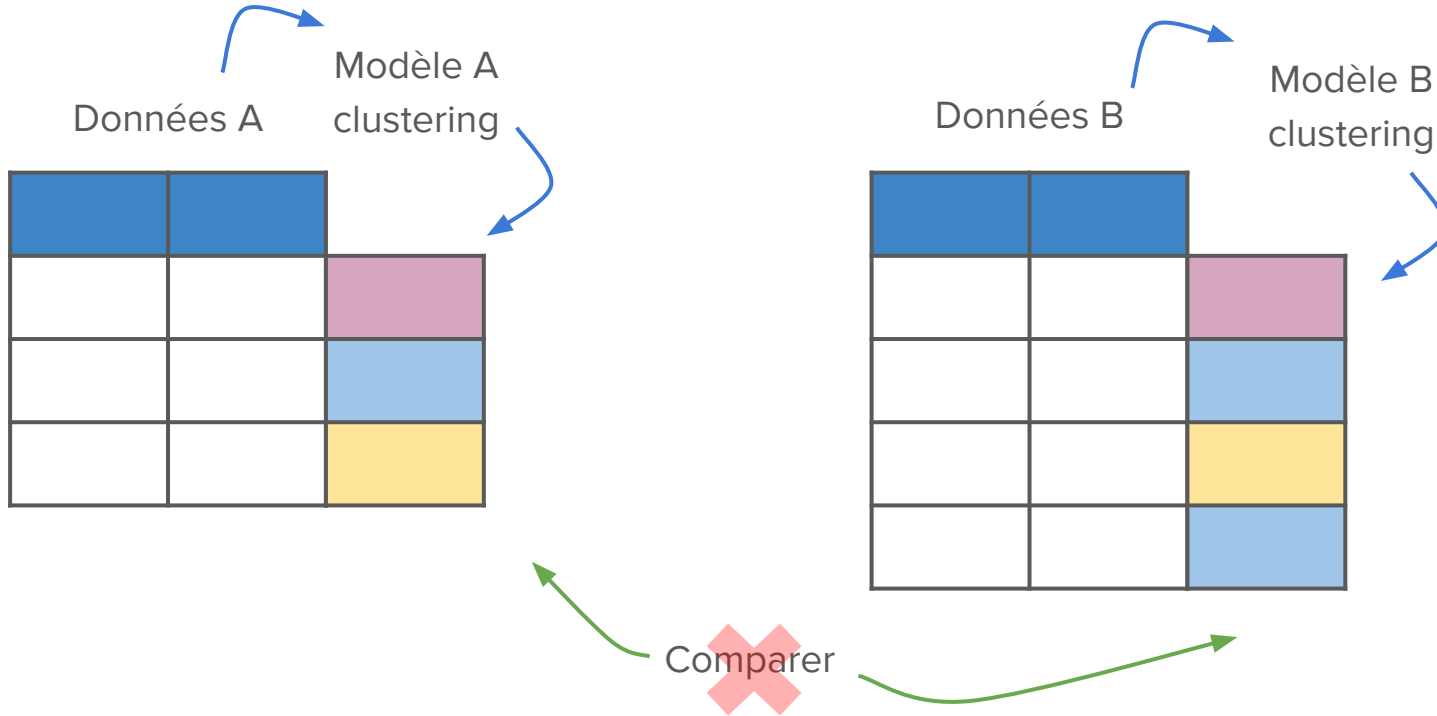 Données A
Modèle A
clustering
Données B
Modèle B
clustering
Comparer